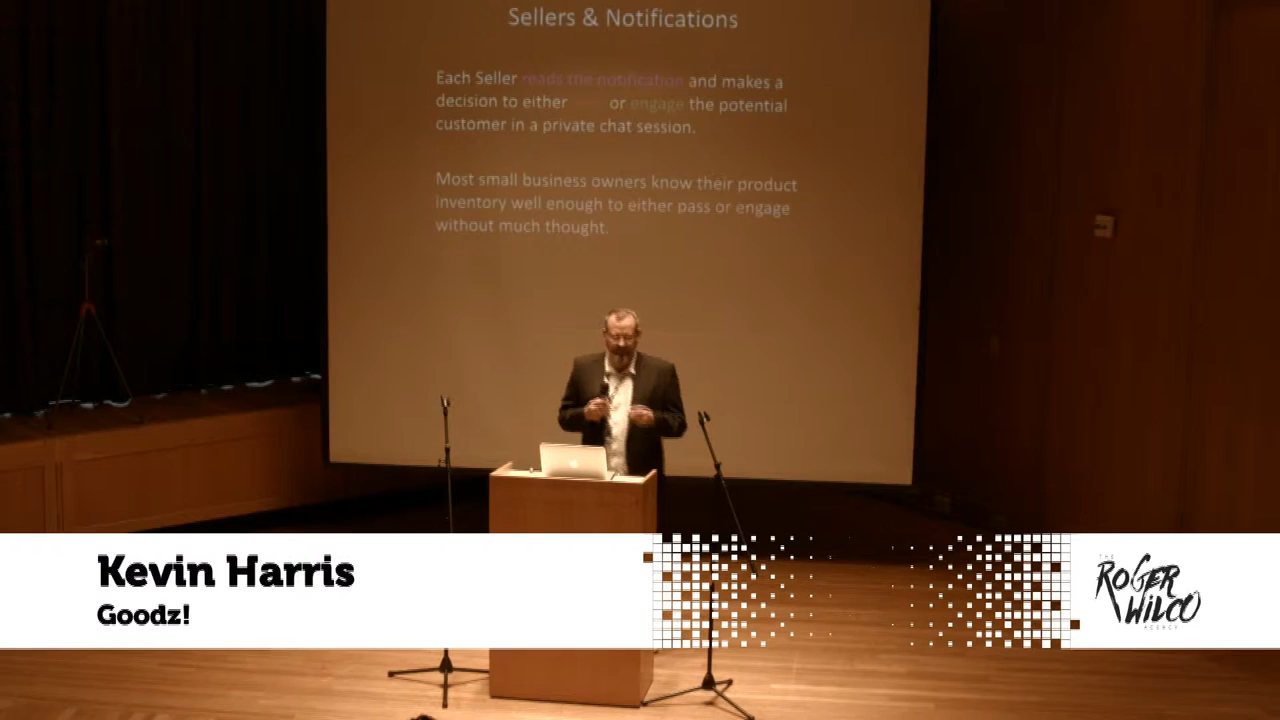 Sellers & Notifications
Each Seller reads the notification and makes a
decision to either or engage the potential
customer in a private chat session.
Most small business owners know their product
inventory well enough to either pass or engage
without much thought.
Kevin Harris
Goodz!
THE
ROGER
WILCO
AGENCY